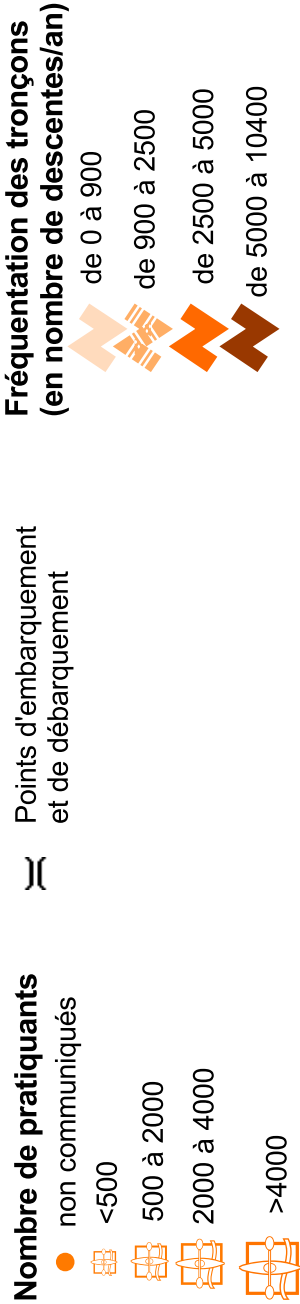 Nombre de pratiquants
non communiqués
<500
500 à 2000
2000 à 4000
>4000
Points d'embarquement
et de débarquement
Fréquentation des tronçons
(en nombre de descentes/an)
de 0 à 900
de 900 à 2500
de 2500 à 5000
de 5000 à 10400